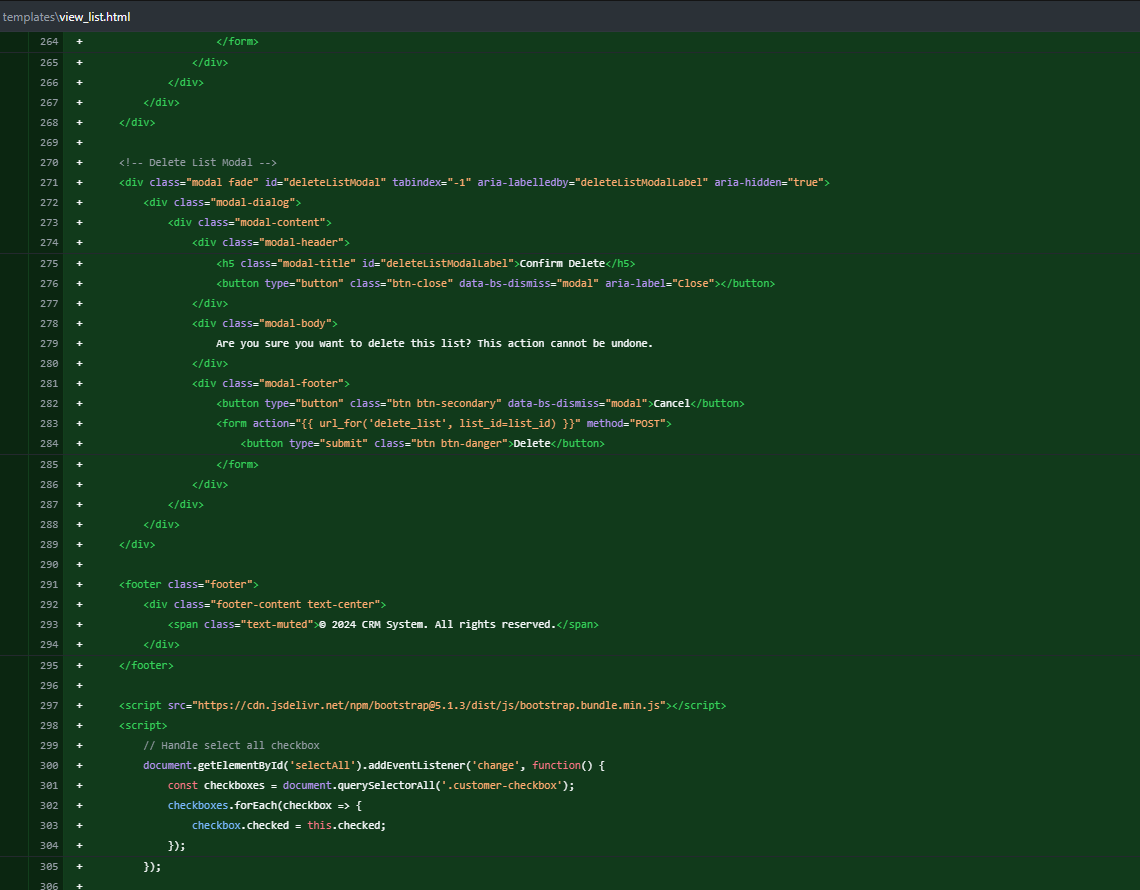 templates\view_list.html
264 + </form>
265 + </div>
266 + </div>
267 + </div>
268 + </div>
269 +
270 + <!-- Delete List Modal -->
271 + <div class="modal fade" id="deleteListModal" tabindex="-1" aria-labelledby="deleteListModalLabel" aria-hidden="true">
272 + <div class="modal-dialog">
273 + <div class="modal-content">
274 + <div class="modal-header">
275 + <h5 class="modal-title" id="deleteListModalLabel">Confirm Delete</h5>
276 + <button type="button" class="btn-close" data-bs-dismiss="modal" aria-label="Close"></button>
277 + </div>
278 + <div class="modal-body">
279 + Are you sure you want to delete this list? This action cannot be undone.
280 + </div>
281 + <div class="modal-footer">
282 + <button type="button" class="btn btn-secondary" data-bs-dismiss="modal">Cancel</button>
283 + <form action="{{ url_for('delete_list', list_id=list_id) }}" method="POST">
284 + <button type="submit" class="btn btn-danger">Delete</button>
285 + </form>
286 + </div>
287 + </div>
288 + </div>
289 + </div>
290 +
291 + <footer class="footer">
292 + <div class="footer-content text-center">
293 + <span class="text-muted">© 2024 CRM System. All rights reserved.</span>
294 + </div>
295 + </footer>
296 +
297 + <script src="https://cdn.jsdelivr.net/npm/bootstrap@5.1.3/dist/js/bootstrap.bundle.min.js"></script>
298 + <script>
299 + // Handle select all checkbox
300 + document.getElementById('selectAll').addEventListener('change', function() {
301 + const checkboxes = document.querySelectorAll('.customer-checkbox');
302 + checkboxes.forEach(checkbox => {
303 + checkbox.checked = this.checked;
304 + });
305 + });
306 +